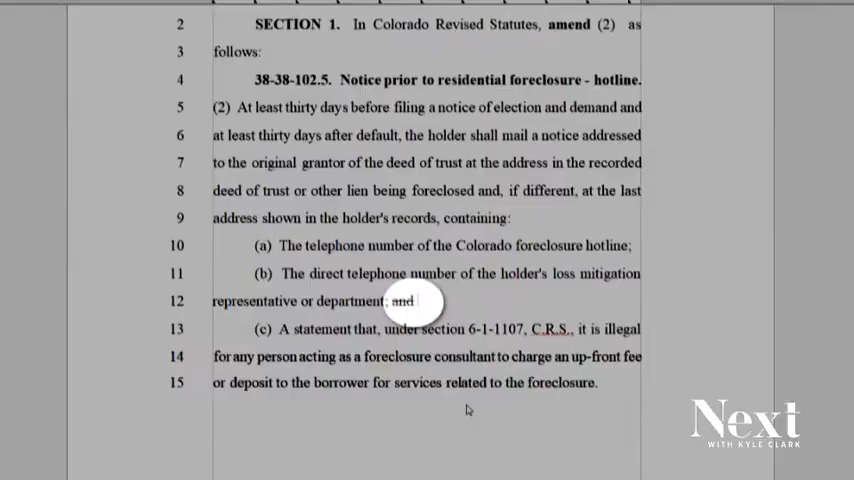 2 SECTION 1. In Colorado Revised Statutes, amend (2) as
3 follows:
4 38-38-102.5. Notice prior to residential foreclosure - hotline.
5 (2) At least thirty days before filing a notice of election and demand and
6 at least thirty days after default, the holder shall mail a notice addressed
7 to the original grantor of the deed of trust at the address in the recorded
8 deed of trust or other lien being foreclosed and, if different, at the last
9 address shown in the holder's records, containing:
10 (a) The telephone number of the Colorado foreclosure hotline;
11 (b) The direct telephone number of the holder's loss mitigation
12 representative or department; and
13 (c) A statement that, under section 6-1-1107, C.R.S., it is illegal
14 for any person acting as a foreclosure consultant to charge an up-front fee
15 or deposit to the borrower for services related to the foreclosure.
Next
WITH KYLE CLARK